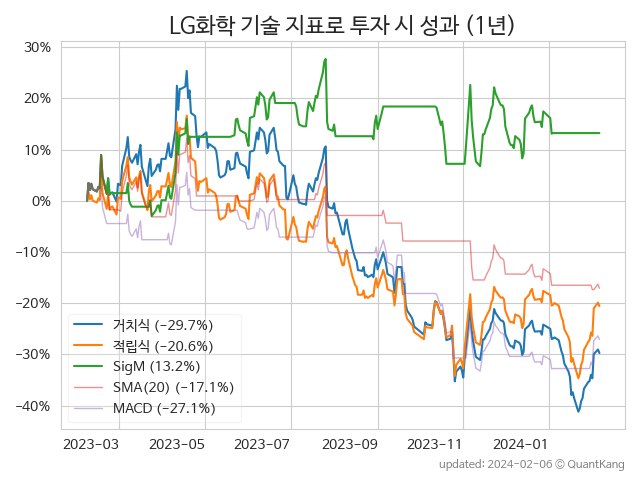 LG화학 기술 지표로 투자 시 성과 (1년)
30%
20%
10%
0%
−10%
−20%
−30%
−40%
거치식 (−29.7%)
적립식 (−20.6%)
SigM (13.2%)
SMA(20) (−17.1%)
MACD (−27.1%)
2023−03 2023−05 2023−07 2023−09 2023−11 2024−01
updated: 2024−02−06 © QuantKang